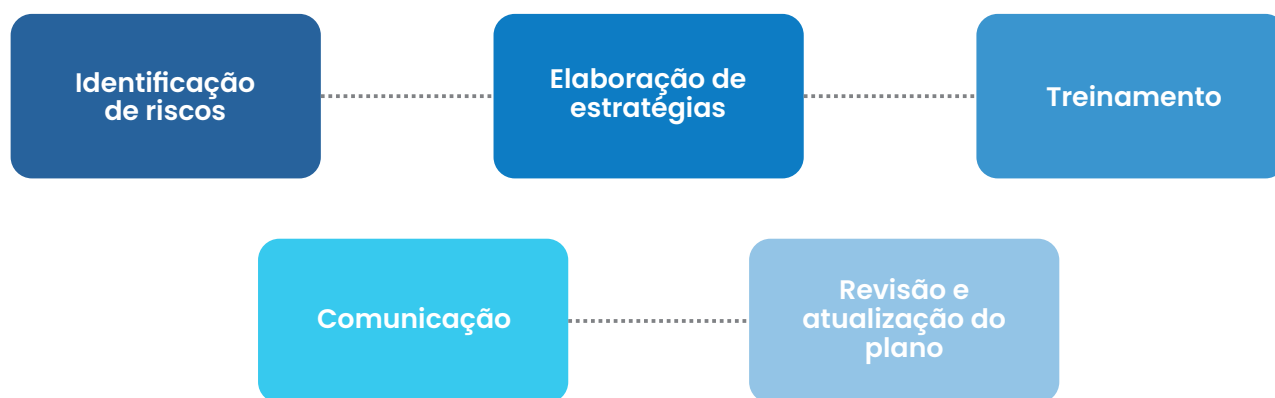 Identificação
de riscos
Elaboração de
estratégias
Treinamento
Comunicação
Revisão e
atualização do
plano